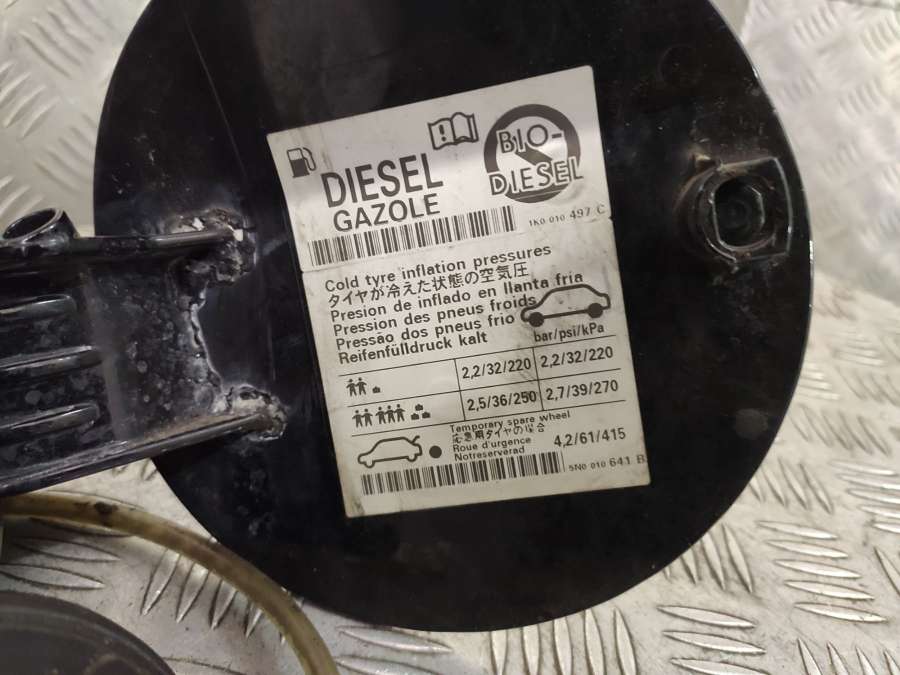 BIO-
DIESEL
DIESEL
GAZOLE
1K0 010 497 C
Cold tyre inflation pressures
タイヤが冷えた状態の空気圧
Presion de inflado en llanta fria
Pression des pneus froids
Pressão dos pneus frio
Reifenfülldruck kalt
bar/psi/kPa
2,2/32/220 2,2/32/220
2,5/36/250 2,7/39/270
Temporary spare wheel
応急用タイヤの場合
Roue d'urgence
Notreserverad
4,2/61/415
5N0 010 641 B